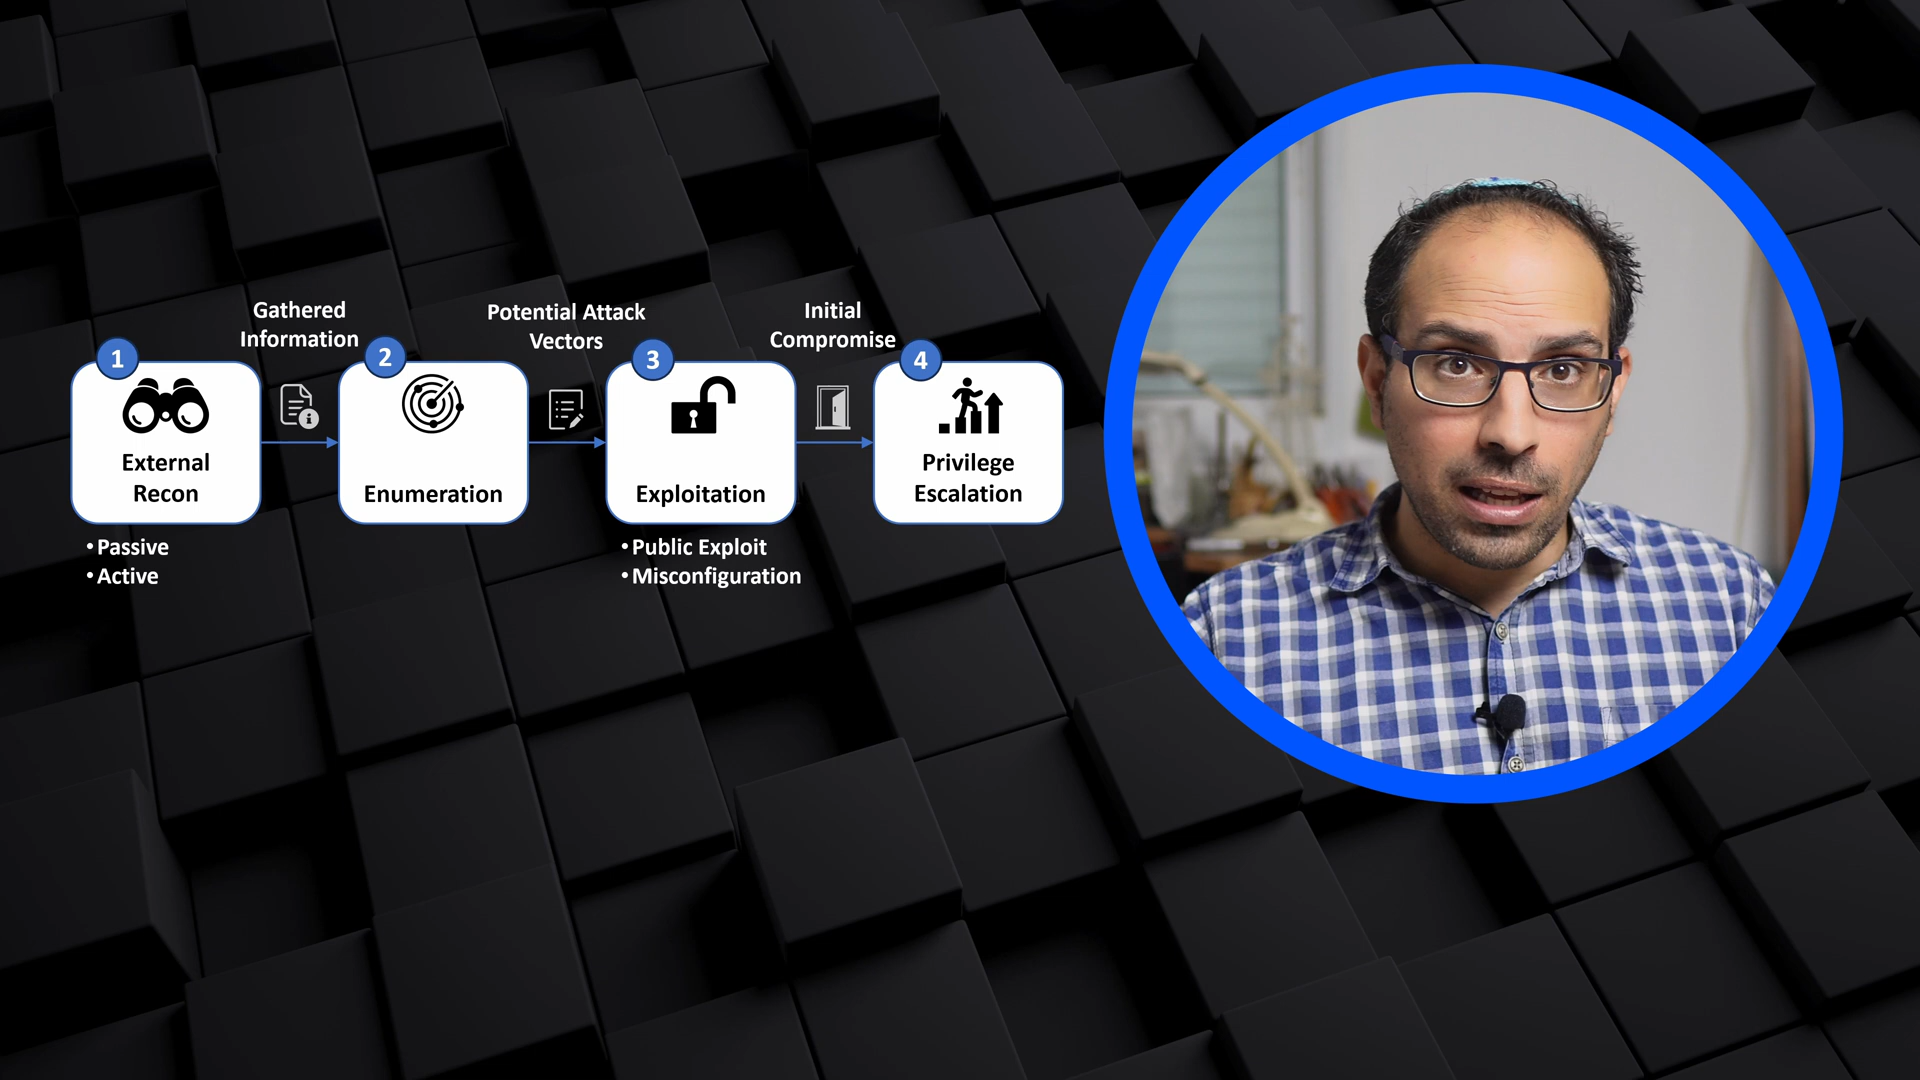 Gathered
Information
Potential Attack
Vectors
Initial
Compromise
1
2
3
4
External
Recon
Enumeration
Exploitation
Privilege
Escalation
•Passive
•Active
•Public Exploit
•Misconfiguration